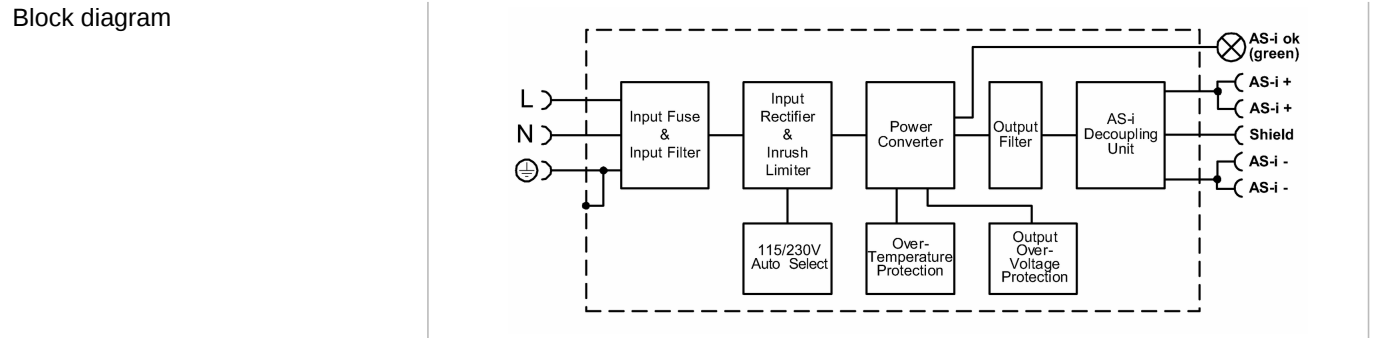 Block diagram
AS-i ok
(green)
AS-i +
AS-i +
Shield
AS-i -
AS-i -
L
N
Input Fuse
&
Input Filter
Input
Rectifier
&
Inrush
Limiter
Power
Converter
Output
Filter
AS-i
Decoupling
Unit
115/230V
Auto Select
Over-
Temperature
Protection
Output
Over-
Voltage
Protection